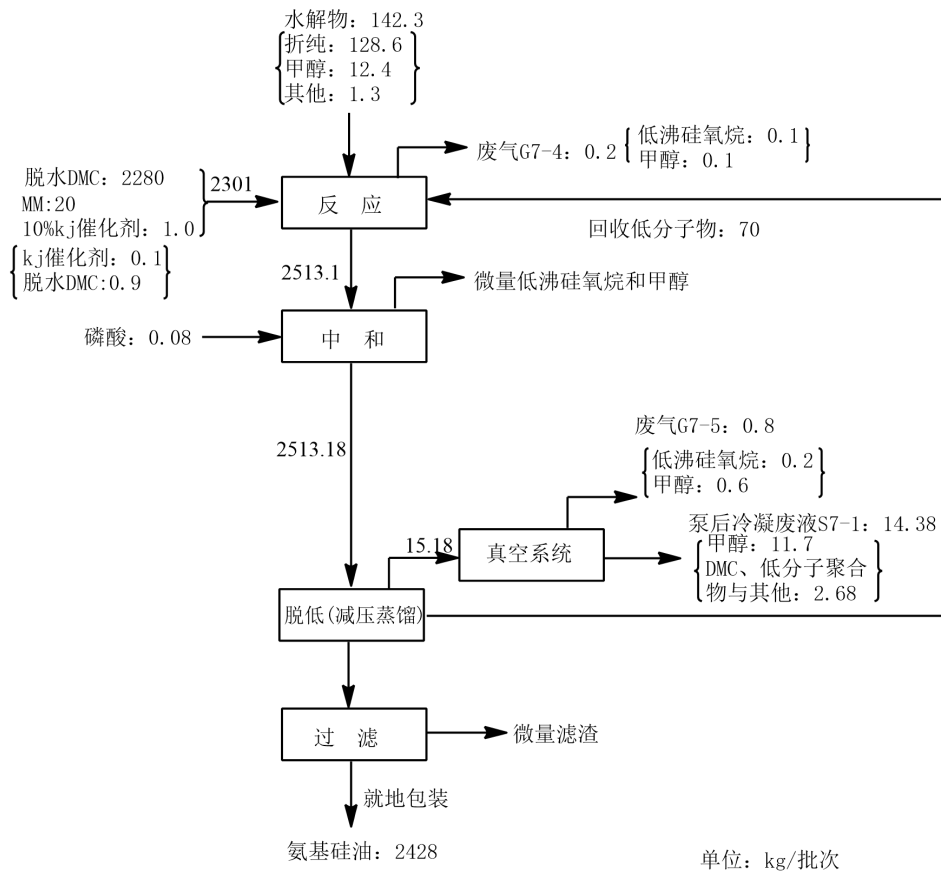 水解物：142.3
折纯：128.6
甲醇：12.4
其他：1.3
废气G7-4：0.2
低沸硅氧烷：0.1
甲醇：0.1
脱水DMC：2280
MM:20
10%kj催化剂：1.0
2301
反 应
回收低分子物：70
kj催化剂：0.1
脱水DMC:0.9
2513.1
微量低沸硅氧烷和甲醇
磷酸：0.08
中 和
2513.18
废气G7-5：0.8
低沸硅氧烷：0.2
甲醇：0.6
15.18
真空系统
泵后冷凝废液S7-1：14.38
甲醇：11.7
DMC、低分子聚合
物与其他：2.68
脱低(减压蒸馏)
过 滤
微量滤渣
就地包装
氨基硅油：2428
单位：kg/批次